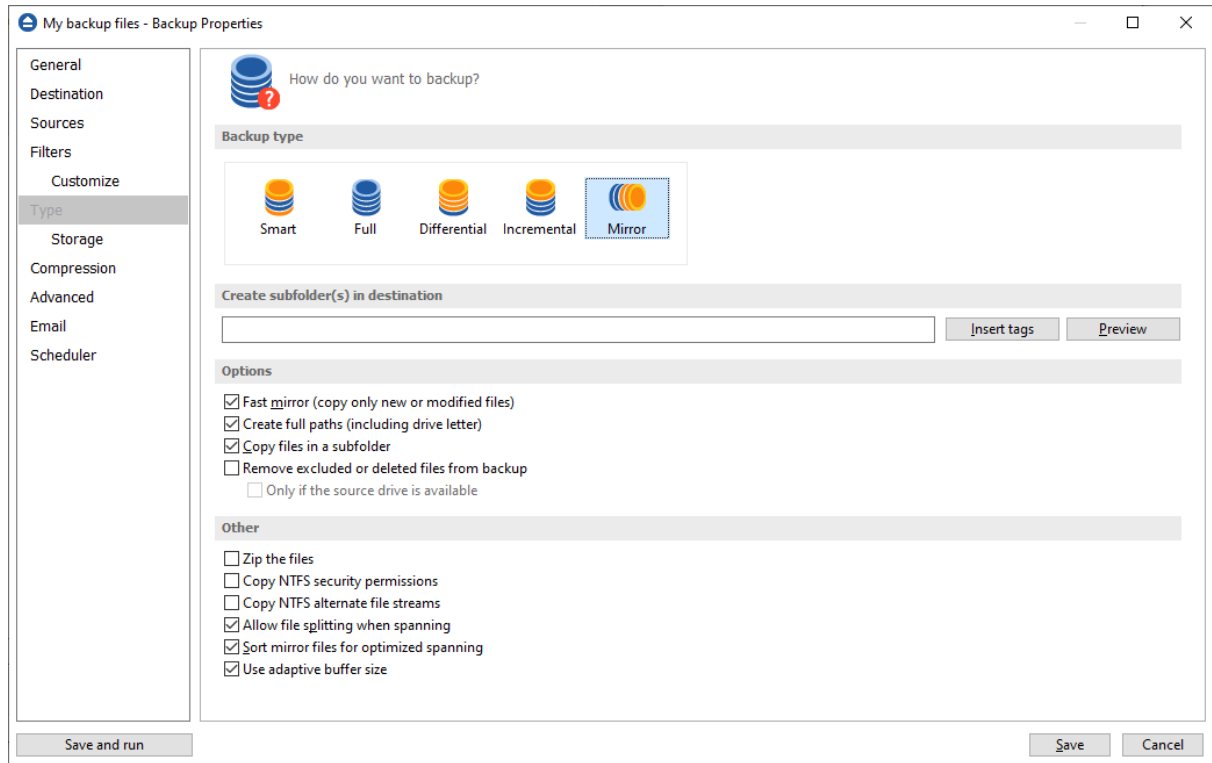 My backup files - Backup Properties
General
Destination
Sources
Filters
Customize
Type
Storage
Compression
Advanced
Email
Scheduler
How do you want to backup?
Backup type
Smart Full Differential Incremental Mirror
Create subfolder(s) in destination
Insert tags Preview
Options
Fast mirror (copy only new or modified files)
Create full paths (including drive letter)
Copy files in a subfolder
Remove excluded or deleted files from backup
Only if the source drive is available
Other
Zip the files
Copy NTFS security permissions
Copy NTFS alternate file streams
Allow file splitting when spanning
Sort mirror files for optimized spanning
Use adaptive buffer size
Save and run Save Cancel